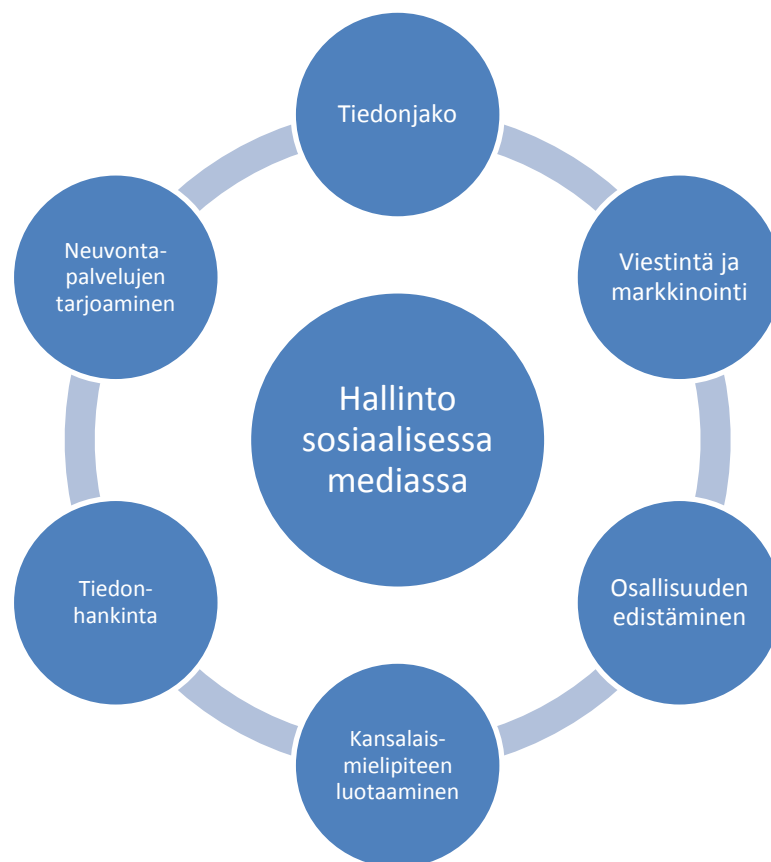 Tiedonjako
Viestintä ja
markkinointi
Osallisuuden
edistäminen
Kansalais-
mielipiteen
luotaaminen
Tiedon-
hankinta
Neuvonta-
palvelujen
tarjoaminen
Hallinto
sosiaalisessa
mediassa